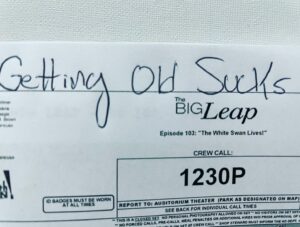 Getting Old Sucks
The
BIG Leap
Episode 103: "The White Swan Lives!"
CREW CALL:
1230P
ID BADGES MUST BE WORN
AT ALL TIMES
REPORT TO: AUDITORIUM THEATER (PARK AS DESIGNATED ON MAP)
SEE BACK FOR INDIVIDUAL CALL TIMES